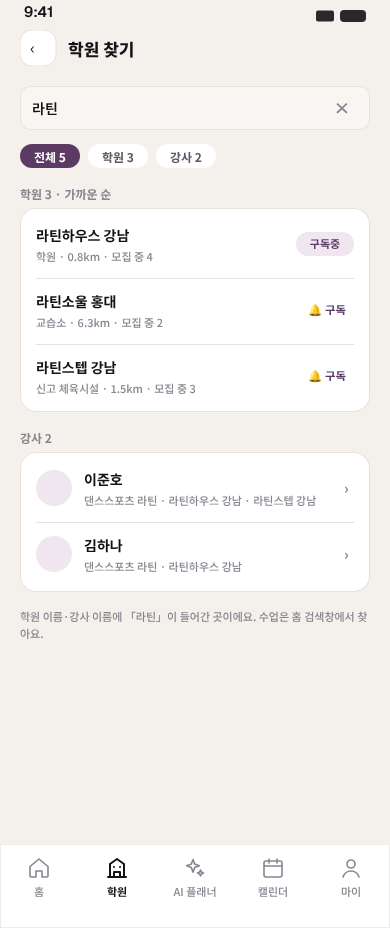 9:41
‹ 학원 찾기
라틴 ✕
전체 5 학원 3 강사 2
학원 3 · 가까운 순
라틴하우스 강남
학원 · 0.8km · 모집 중 4
구독중
라틴소울 홍대
교습소 · 6.3km · 모집 중 2
🔔 구독
라틴스텝 강남
신고 체육시설 · 1.5km · 모집 중 3
🔔 구독
강사 2
이준호
댄스스포츠 라틴 · 라틴하우스 강남 · 라틴스텝 강남 ›
김하나
댄스스포츠 라틴 · 라틴하우스 강남 ›
학원 이름·강사 이름에 「라틴」이 들어간 곳이에요. 수업은 홈 검색창에서 찾
아요.
홈 학원 AI 플래너 캘린더 마이